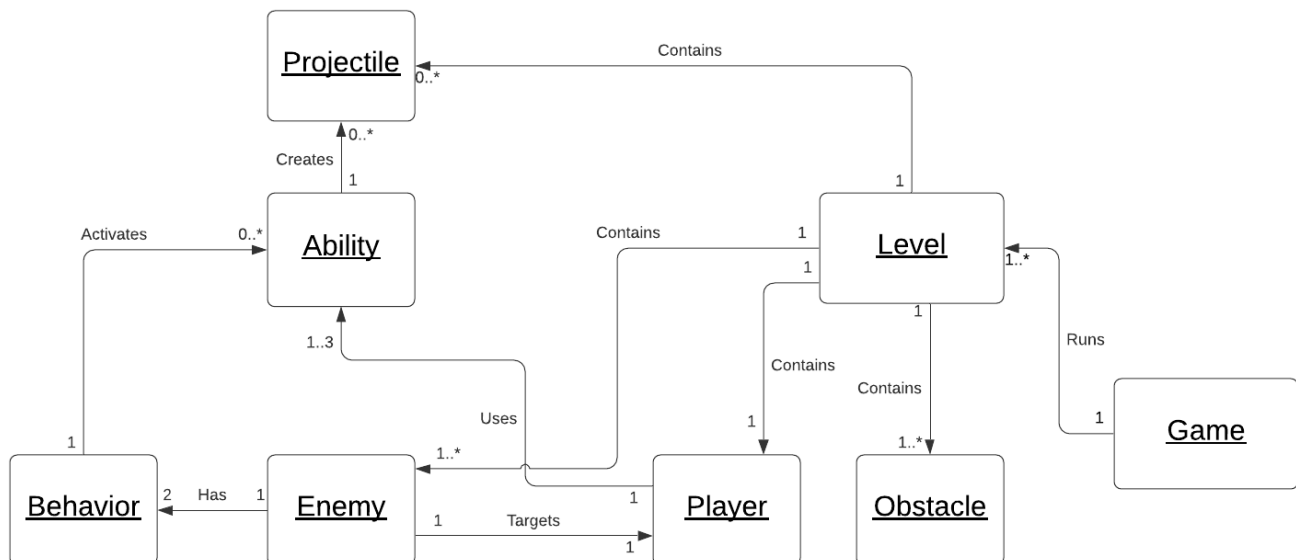 Projectile
Contains
0..*
0..*
Creates
1
1
Activates
0..*
Ability
Contains
1
Level
1
1..*
1
1..3
Runs
Contains
Contains
Uses
1
1
Game
1
1..*
1..*
Behavior
2
Has
1
Enemy
1
Player
Obstacle
1
Targets
1